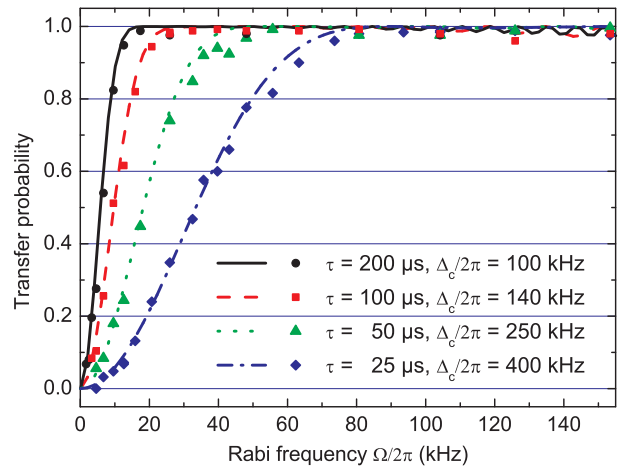 Transfer probability
1.0
0.8
0.6
0.4
0.2
0.0
τ = 200 μs, Δc/2π = 100 kHz
τ = 100 μs, Δc/2π = 140 kHz
τ = 50 μs, Δc/2π = 250 kHz
τ = 25 μs, Δc/2π = 400 kHz
0 20 40 60 80 100 120 140
Rabi frequency Ω/2π (kHz)